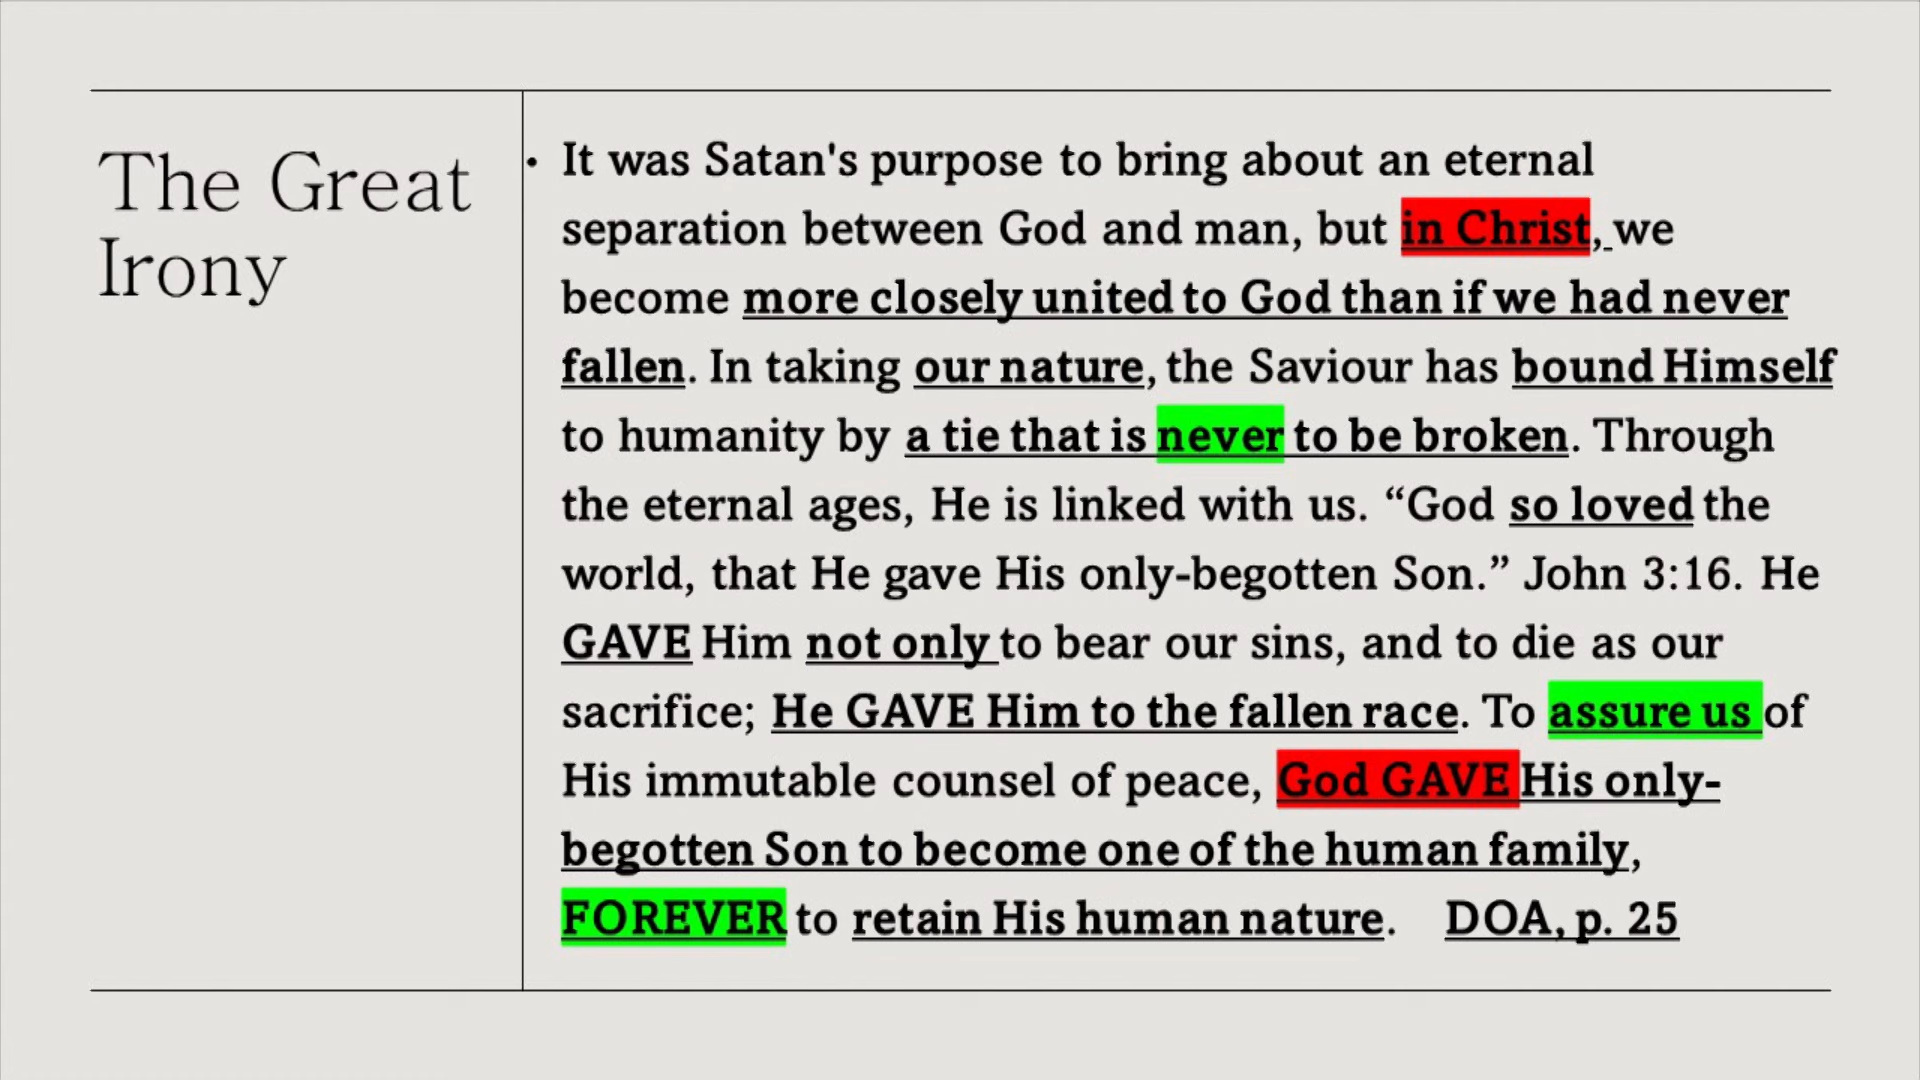 The Great
Irony
• It was Satan's purpose to bring about an eternal
separation between God and man, but in Christ, we
become more closely united to God than if we had never
fallen. In taking our nature, the Saviour has bound Himself
to humanity by a tie that is never to be broken. Through
the eternal ages, He is linked with us. “God so loved the
world, that He gave His only-begotten Son.” John 3:16. He
GAVE Him not only to bear our sins, and to die as our
sacrifice; He GAVE Him to the fallen race. To assure us of
His immutable counsel of peace, God GAVE His only-
begotten Son to become one of the human family,
FOREVER to retain His human nature. DOA, p. 25